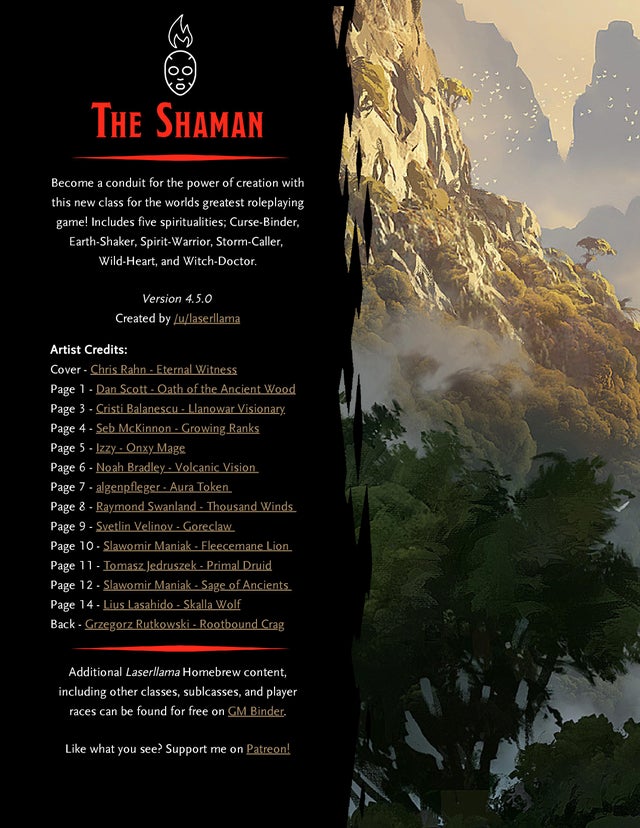 The Shaman
Become a conduit for the power of creation with
this new class for the worlds greatest roleplaying
game! Includes five spiritualities; Curse-Binder,
Earth-Shaker, Spirit-Warrior, Storm-Caller,
Wild-Heart, and Witch-Doctor.
Version 4.5.0
Created by /u/laserllama
Artist Credits:
Cover - Chris Rahn - Eternal Witness
Page 1 - Dan Scott - Oath of the Ancient Wood
Page 3 - Cristi Balanescu - Llanowar Visionary
Page 4 - Seb McKinnon - Growing Ranks
Page 5 - Izzy - Onxy Mage
Page 6 - Noah Bradley - Volcanic Vision
Page 7 - algenpfleger - Aura Token
Page 8 - Raymond Swanland - Thousand Winds
Page 9 - Svetlin Velinov - Goreclaw
Page 10 - Slawomir Maniak - Fleecemane Lion
Page 11 - Tomasz Jedruszek - Primal Druid
Page 12 - Slawomir Maniak - Sage of Ancients
Page 14 - Lius Lasahido - Skalla Wolf
Back - Grzegorz Rutkowski - Rootbound Crag
Additional Laserllama Homebrew content,
including other classes, sublcasses, and player
races can be found for free on GM Binder.
Like what you see? Support me on Patreon!